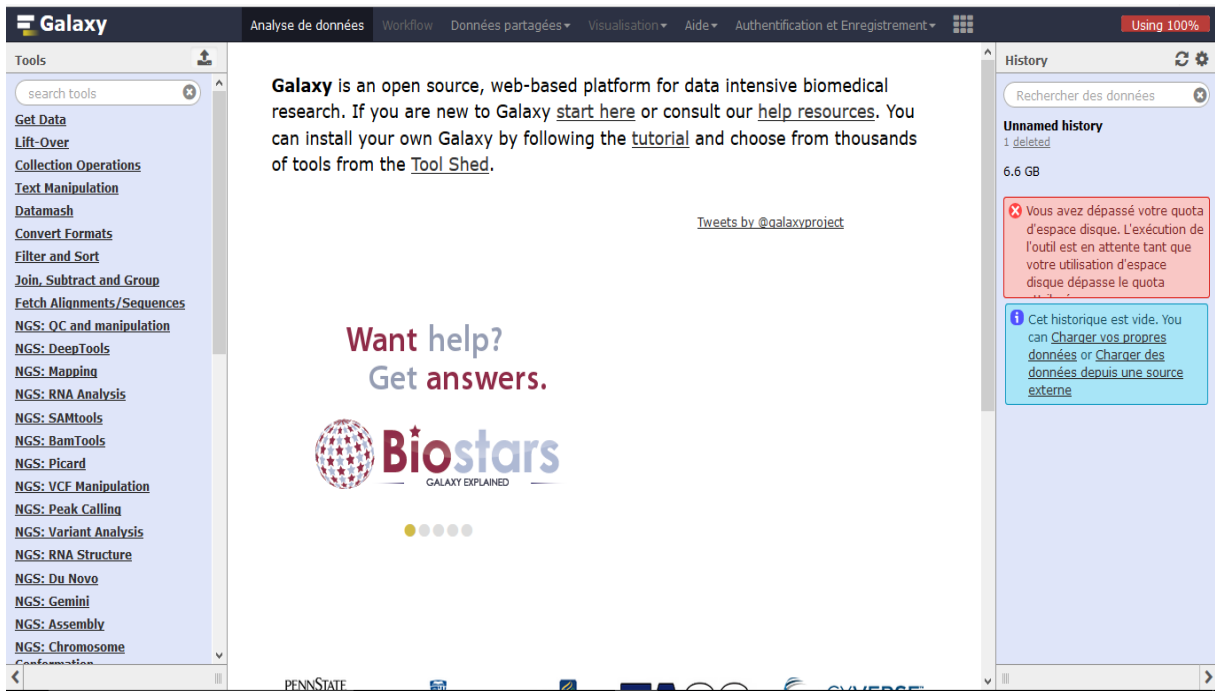 Galaxy
Analyse de données Workflow Données partagées Visualisation Aide Authentification et Enregistrement Using 100%
Tools
search tools
Get Data
Lift-Over
Collection Operations
Text Manipulation
Datamash
Convert Formats
Filter and Sort
Join, Subtract and Group
Fetch Alignments/Sequences
NGS: QC and manipulation
NGS: DeepTools
NGS: Mapping
NGS: RNA Analysis
NGS: SAMtools
NGS: BamTools
NGS: Picard
NGS: VCF Manipulation
NGS: Peak Calling
NGS: Variant Analysis
NGS: RNA Structure
NGS: Du Novo
NGS: Gemini
NGS: Assembly
NGS: Chromosome
Galaxy is an open source, web-based platform for data intensive biomedical
research. If you are new to Galaxy start here or consult our help resources. You
can install your own Galaxy by following the tutorial and choose from thousands
of tools from the Tool Shed.
Tweets by @galaxyproject
Want help?
Get answers.
Biostars
GALAXY EXPLAINED
PENNSTATE
CYVERSE
History
Rechercher des données
Unnamed history
1 deleted
6.6 GB
Vous avez dépassé votre quota
d'espace disque. L'exécution de
l'outil est en attente tant que
votre utilisation d'espace
disque dépasse le quota
Cet historique est vide. You
can Charger vos propres
données or Charger des
données depuis une source
externe